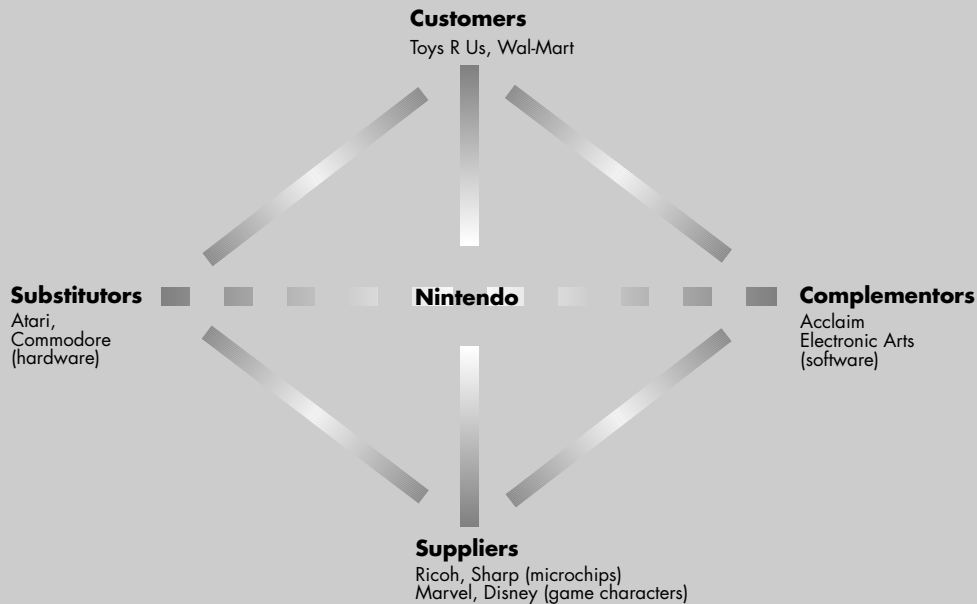 Customers
Toys R Us, Wal-Mart
Substitutors
Atari,
Commodore
(hardware)
Nintendo
Complementors
Acclaim
Electronic Arts
(software)
Suppliers
Ricoh, Sharp (microchips)
Marvel, Disney (game characters)